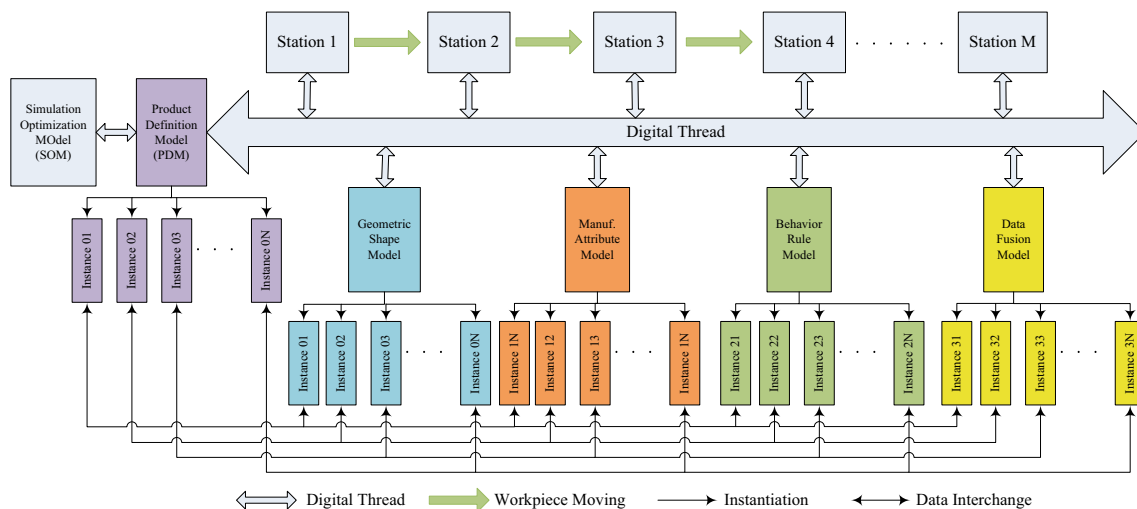 Station 1
Station 2
Station 3
Station 4
. . . . . .
Station M
Simulation
Optimization
MOdel
(SOM)
Product
Definition
Model
(PDM)
Digital Thread
Geometric
Shape
Model
Manuf.
Attribute
Model
Behavior
Rule
Model
Data
Fusion
Model
Instance 01
Instance 02
Instance 03
. . . .
Instance 0N
Instance 01
Instance 02
Instance 03
. . . .
Instance 0N
Instance 1N
Instance 12
Instance 13
. . . .
Instance 1N
Instance 21
Instance 22
Instance 23
. . . .
Instance 2N
Instance 31
Instance 32
Instance 33
. . . .
Instance 3N
Digital Thread
Workpiece Moving
Instantiation
Data Interchange